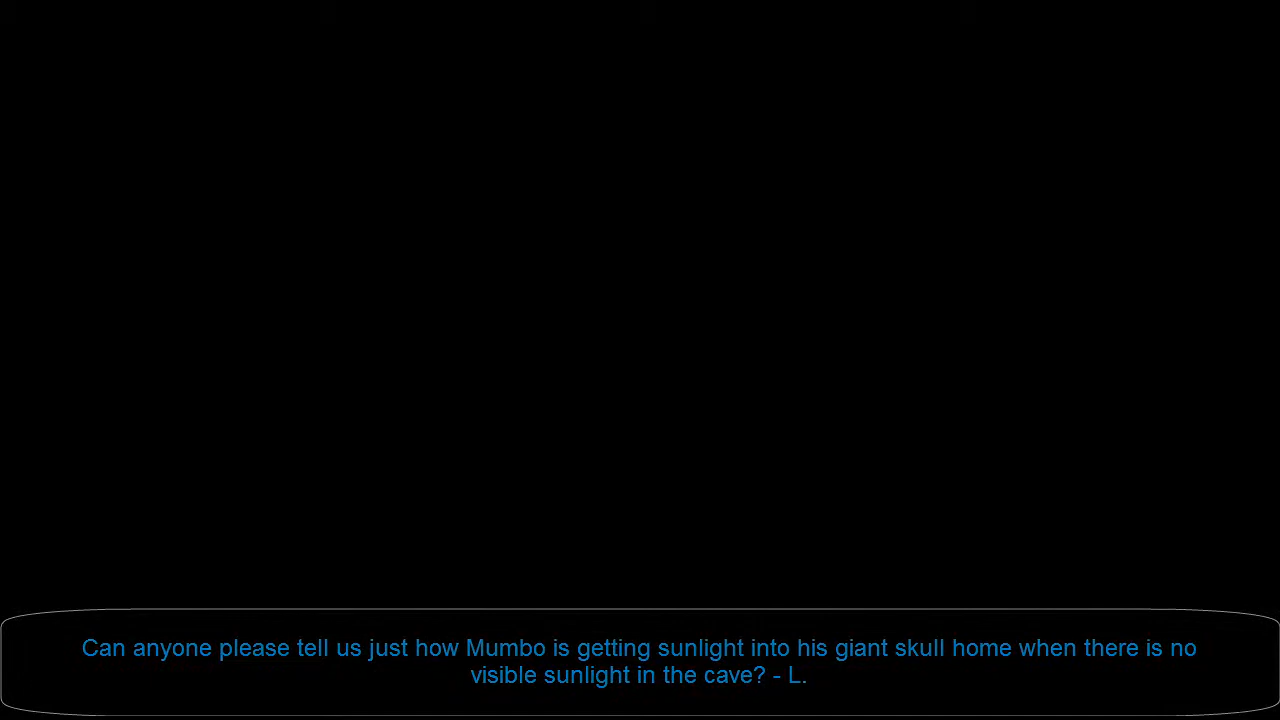 Can anyone please tell us just how Mumbo is getting sunlight into his giant skull home when there is no
visible sunlight in the cave? - L.